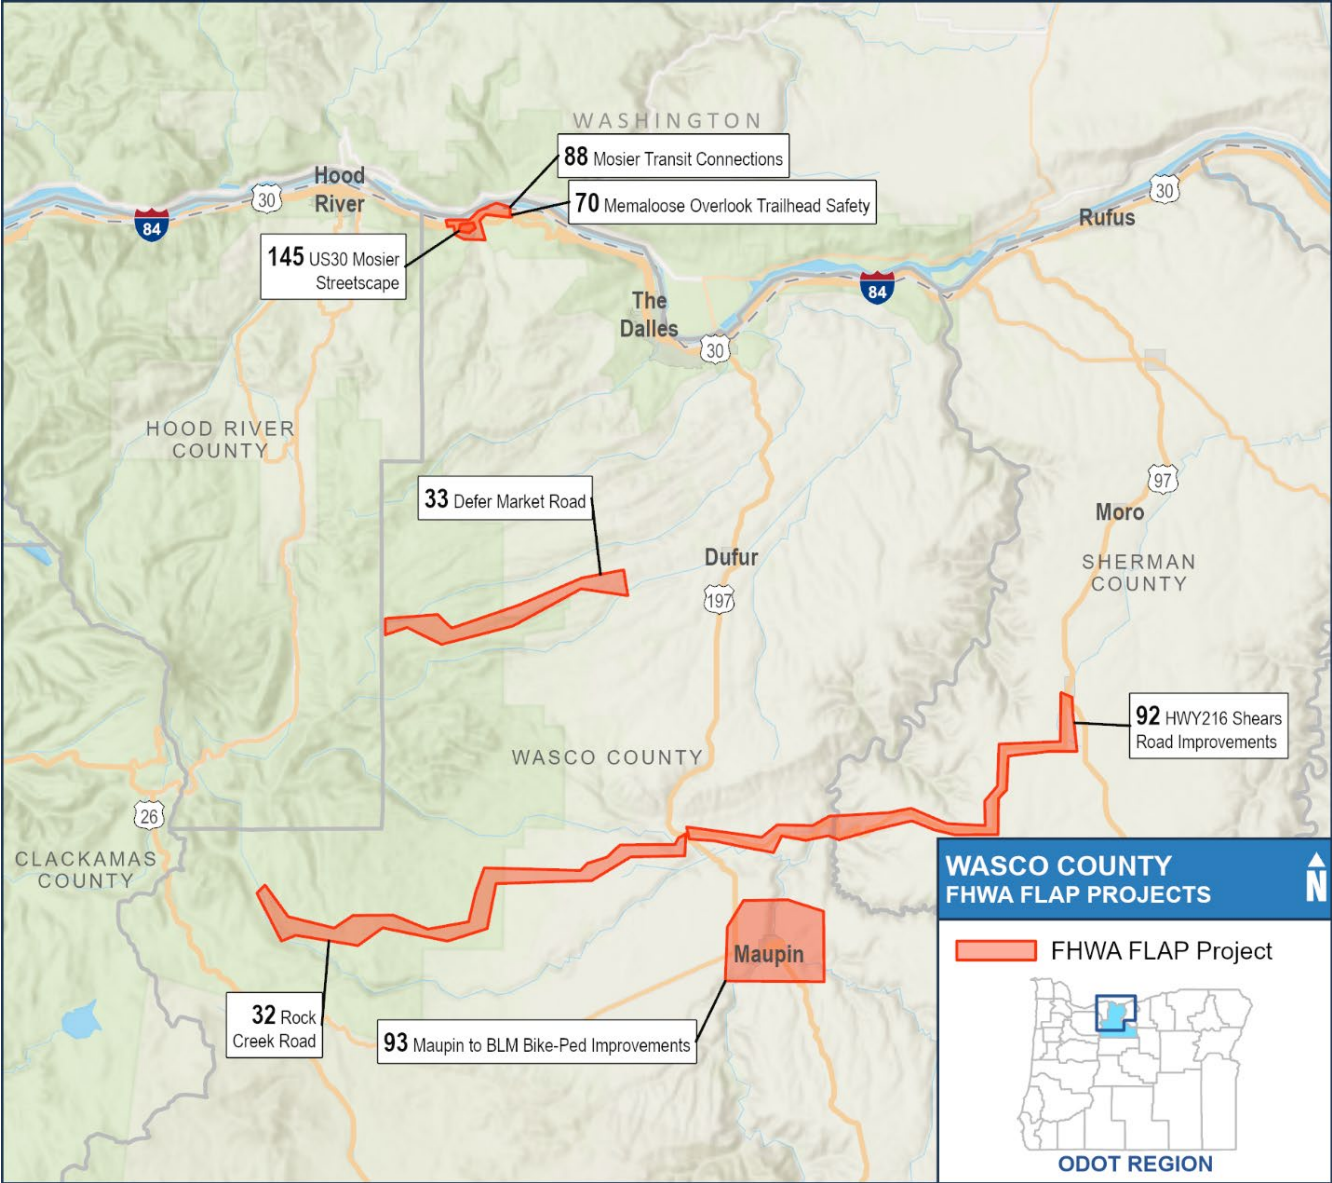 WASHINGTON
88 Mosier Transit Connections
70 Memaloose Overlook Trailhead Safety
Hood
River
30
84
145 US30 Mosier
Streetscape
30
Rufus
84
The
Dalles
30
HOOD RIVER
COUNTY
33 Defer Market Road
97
Moro
Dufur
SHERMAN
COUNTY
197
92 HWY216 Shears
Road Improvements
WASCO COUNTY
26
CLACKAMAS
COUNTY
Maupin
32 Rock
Creek Road
93 Maupin to BLM Bike-Ped Improvements
WASCO COUNTY
FHWA FLAP PROJECTS
N
FHWA FLAP Project
ODOT REGION